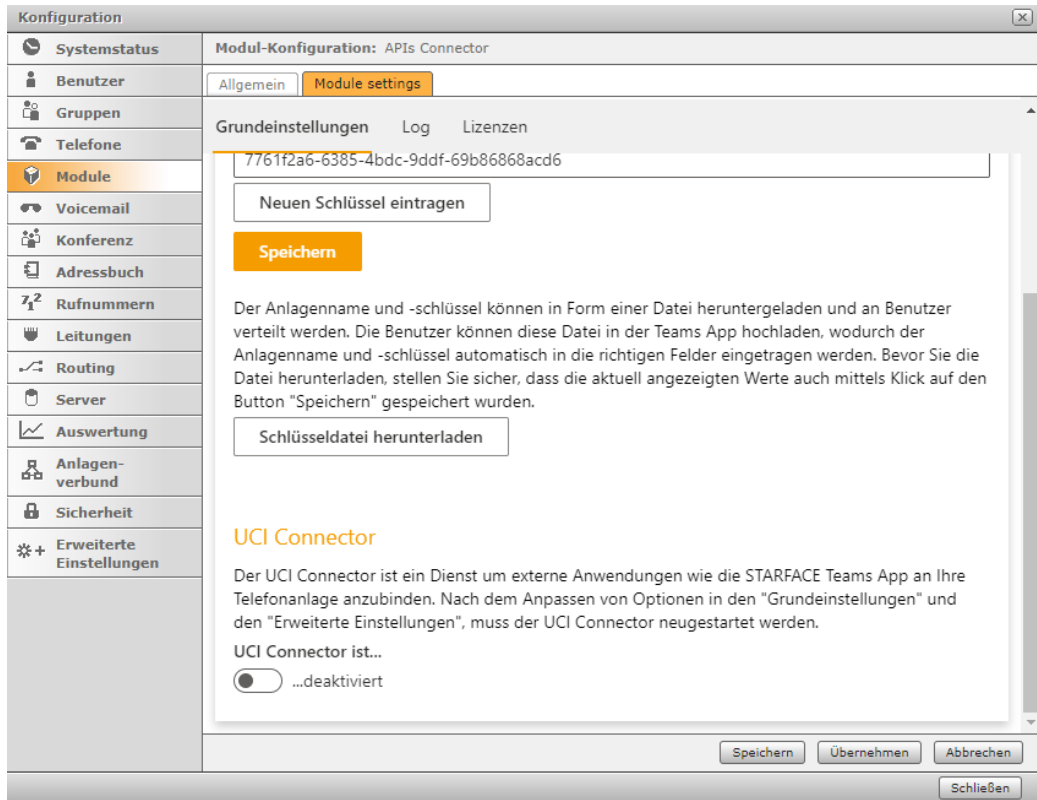 Konfiguration
Systemstatus
Benutzer
Gruppen
Telefone
Module
Voicemail
Konferenz
Adressbuch
Rufnummern
Leitungen
Routing
Server
Auswertung
Anlagen-
verbund
Sicherheit
Erweiterte
Einstellungen
Modul-Konfiguration: APIs Connector
Allgemein Module settings
Grundeinstellungen Log Lizenzen
7761f2a6-6385-4bdc-9ddf-69b86868acd6
Neuen Schlüssel eintragen
Speichern
Der Anlagenname und -schlüssel können in Form einer Datei heruntergeladen und an Benutzer
verteilt werden. Die Benutzer können diese Datei in der Teams App hochladen, wodurch der
Anlagenname und -schlüssel automatisch in die richtigen Felder eingetragen werden. Bevor Sie die
Datei herunterladen, stellen Sie sicher, dass die aktuell angezeigten Werte auch mittels Klick auf den
Button "Speichern" gespeichert wurden.
Schlüsseldatei herunterladen
UCI Connector
Der UCI Connector ist ein Dienst um externe Anwendungen wie die STARFACE Teams App an Ihre
Telefonanlage anzubinden. Nach dem Anpassen von Optionen in den "Grundeinstellungen" und
den "Erweiterte Einstellungen", muss der UCI Connector neugestartet werden.
UCI Connector ist...
...deaktiviert
Speichern Übernehmen Abbrechen
Schließen